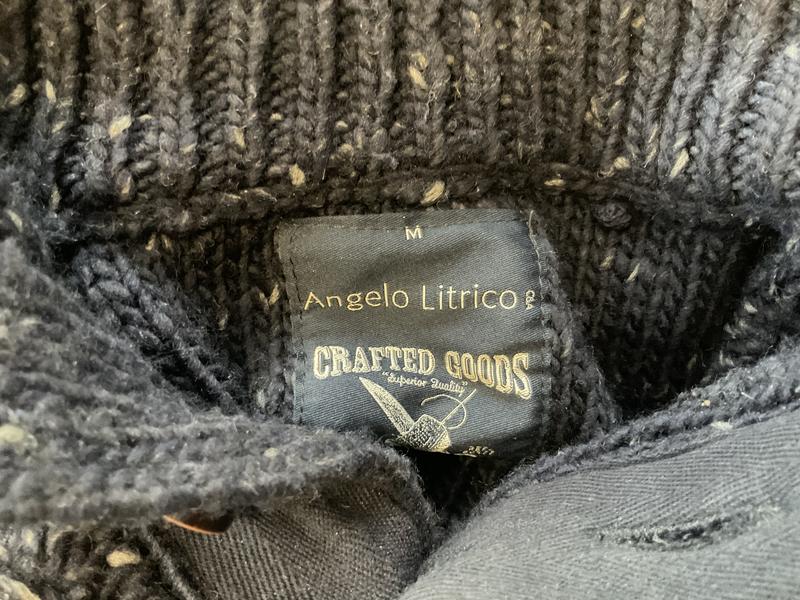 M
Angelo Litrico C&A
CRAFTED GOODS
"Superior Quality"